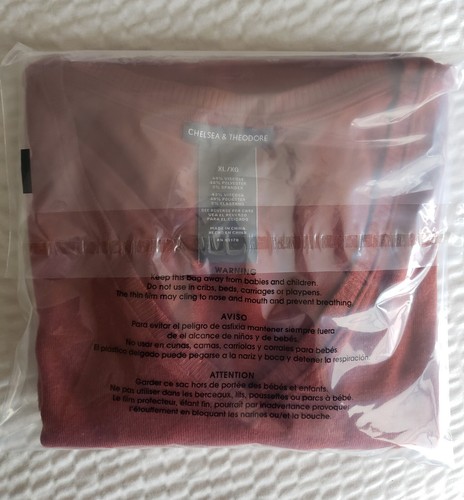 CHELSEA & THEODORE
XL/XXL
MADE IN CHINA
WARNING
Keep this bag away from babies and children.
Do not use in cribs, beds, carriages or playpens.
The thin film may cling to nose and mouth and prevent breathing.
AVISO
Para evitar el peligro de asfixia mantener siempre fuera
de el alcance de niños y de bebés.
No usar en cunas, camas, carriolas y corrales para bebés.
El plástico delgado puede pegarse a la nariz y boca y detener la respiración.
ATTENTION
Garder ce sac hors de portée des bébés et enfants.
Ne pas utiliser dans les berceaux, lits, poussettes ou parcs à bébé.
Le film protecteur, étant fin, pourrait par inadvertance provoquer
l'étouffement en bloquant les narines ou/et la bouche.